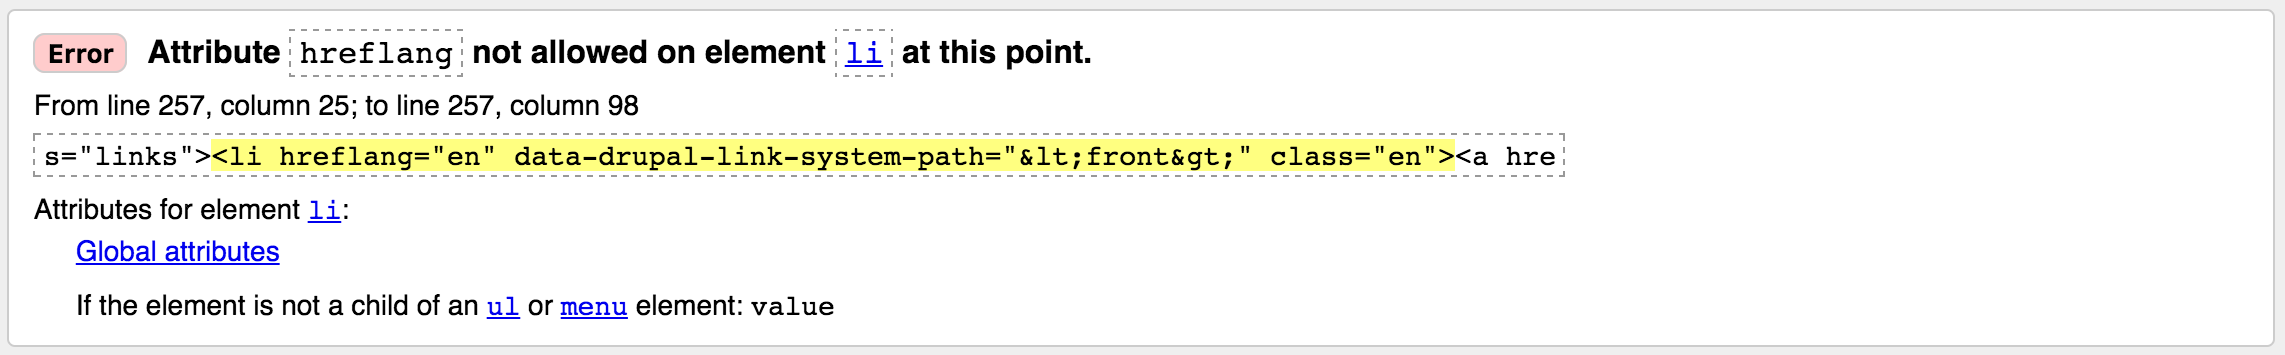 Error Attribute hreflang not allowed on element li at this point.
From line 257, column 25; to line 257, column 98
s="links"><li hreflang="en" data-drupal-link-system-path="&lt;front&gt;" class="en"><a hre
Attributes for element li:
Global attributes
If the element is not a child of an ul or menu element: value